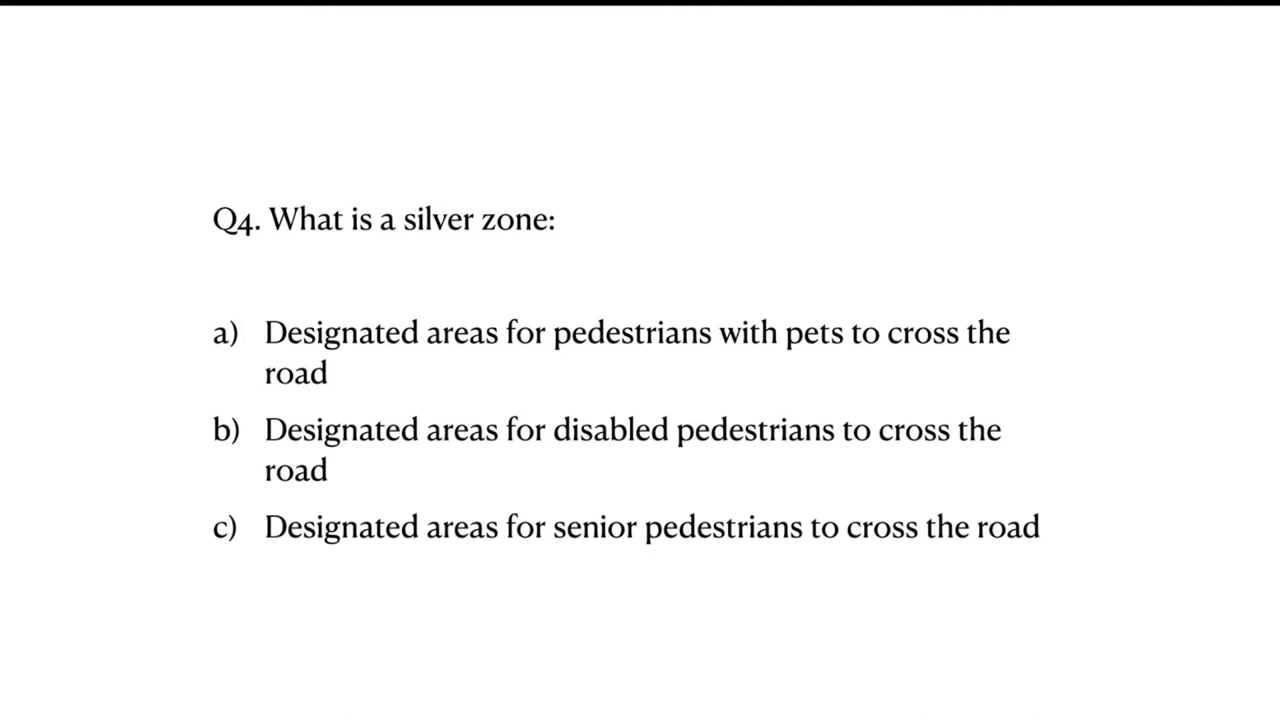 Q4. What is a silver zone:
a) Designated areas for pedestrians with pets to cross the
road
b) Designated areas for disabled pedestrians to cross the
road
c) Designated areas for senior pedestrians to cross the road